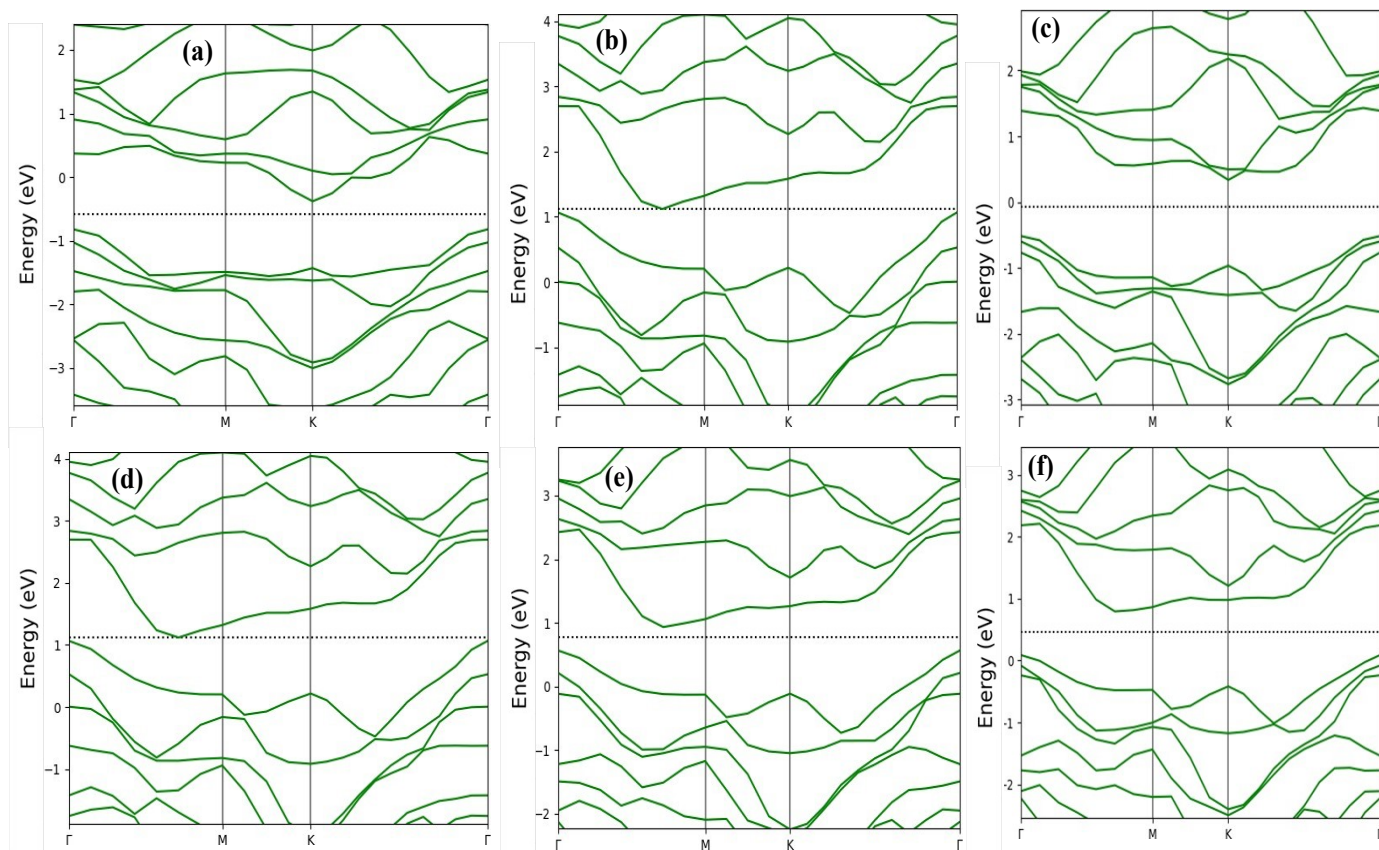 (a)
Energy (eV)
2
1
0
−1
−2
−3
Γ M K Γ
(b)
Energy (eV)
4
3
2
1
0
−1
Γ M K Γ
(c)
Energy (eV)
2
1
0
-1
-2
-3
Γ M K Γ
(d)
Energy (eV)
4
3
2
1
0
−1
Γ M K Γ
(e)
Energy (eV)
3
2
1
0
−1
−2
Γ M K Γ
(f)
Energy (eV)
3
2
1
0
-1
-2
Γ M K